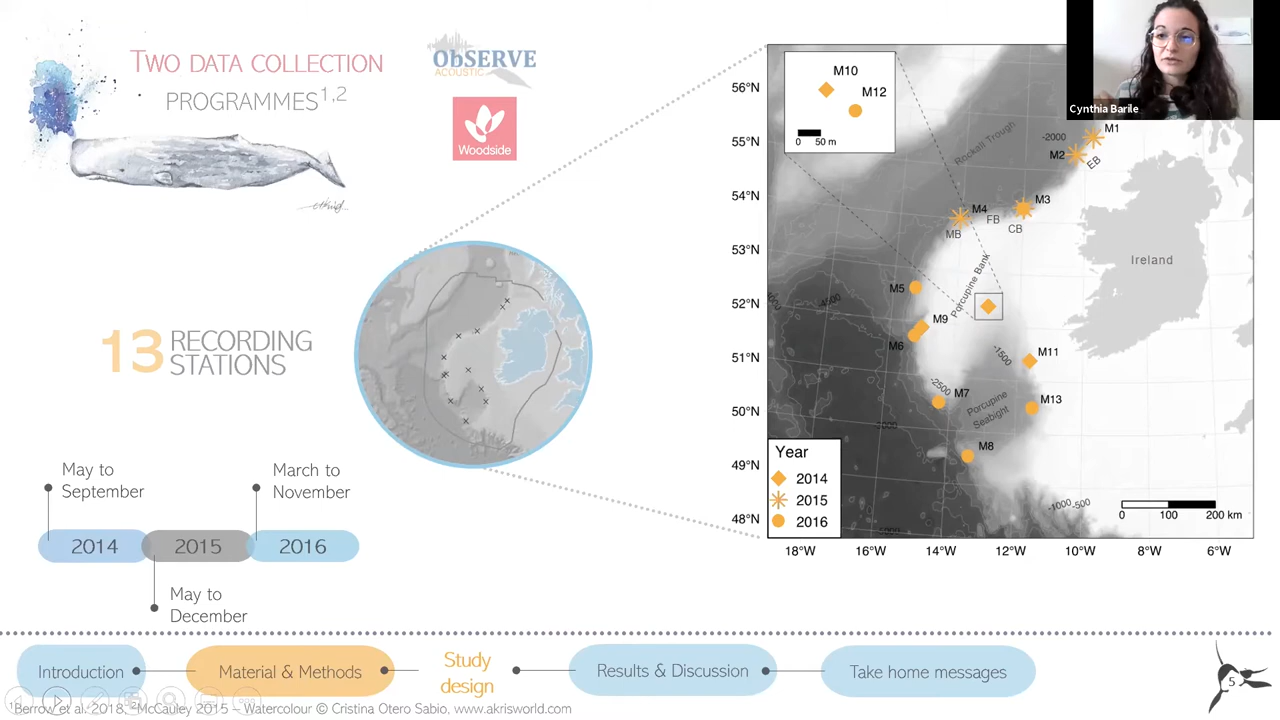 TWO DATA COLLECTION
PROGRAMMES1,2
ObSERVE
ACOUSTIC
Woodside
13 RECORDING
STATIONS
May to
September
March to
November
2014
2015
2016
May to
December
56°N
55°N
54°N
53°N
52°N
51°N
50°N
49°N
48°N
18°W
16°W
14°W
12°W
10°W
8°W
6°W
M10
M12
0
50 m
Rockall Trough
-2000
M1
M2
EB
M3
M4
FB
CB
MB
Ireland
Porcupine Bank
M5
-4500
M9
M6
M11
-1500
-2500
M7
M13
Porcupine
Seabight
M8
-1000
-500
Year
2014
2015
2016
0
100
200 km
Cynthia Barile
Introduction
Material & Methods
Study
design
Results & Discussion
Take home messages
5
1Berrow et al. 2018, 2McCauley 2015 – Watercolour © Cristina Otero Sabio, www.akrisworld.com